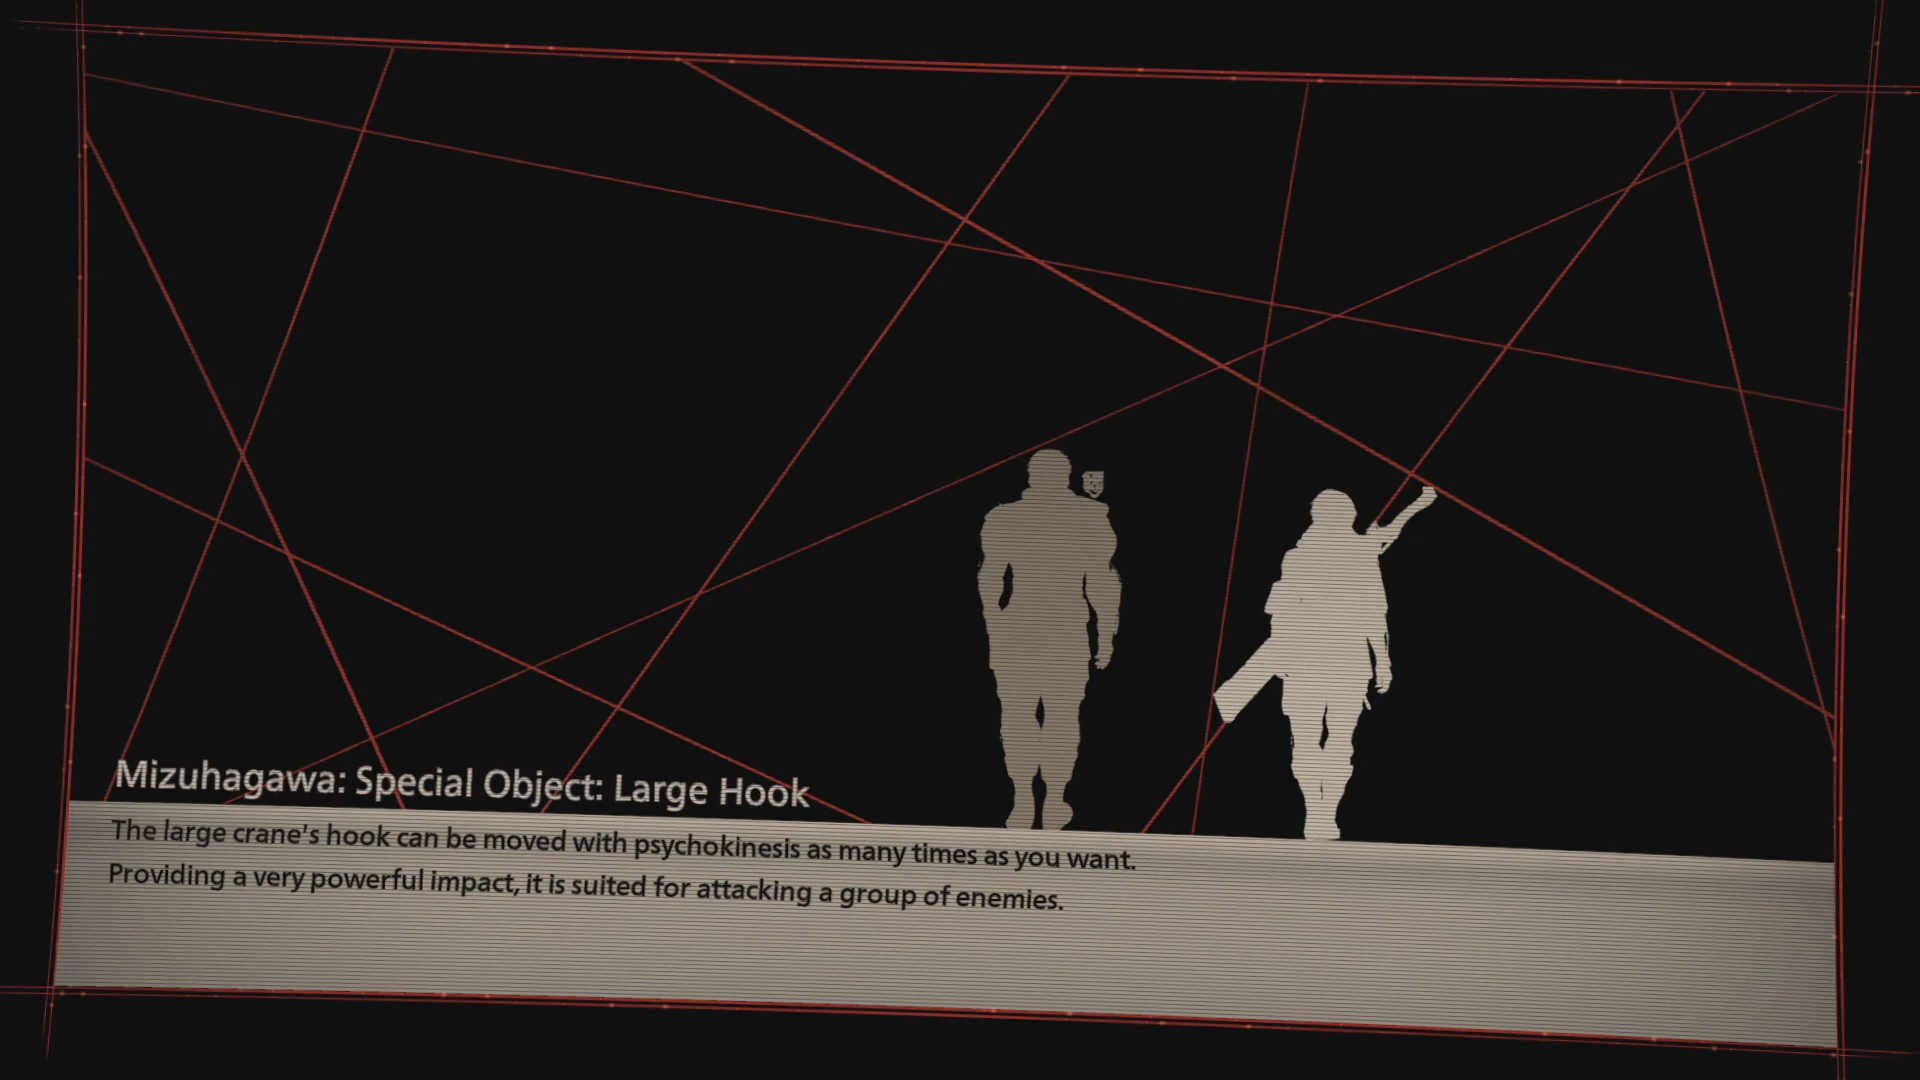 Mizuhagawa: Special Object: Large Hook
The large crane's hook can be moved with psychokinesis as many times as you want.
Providing a very powerful impact, it is suited for attacking a group of enemies.